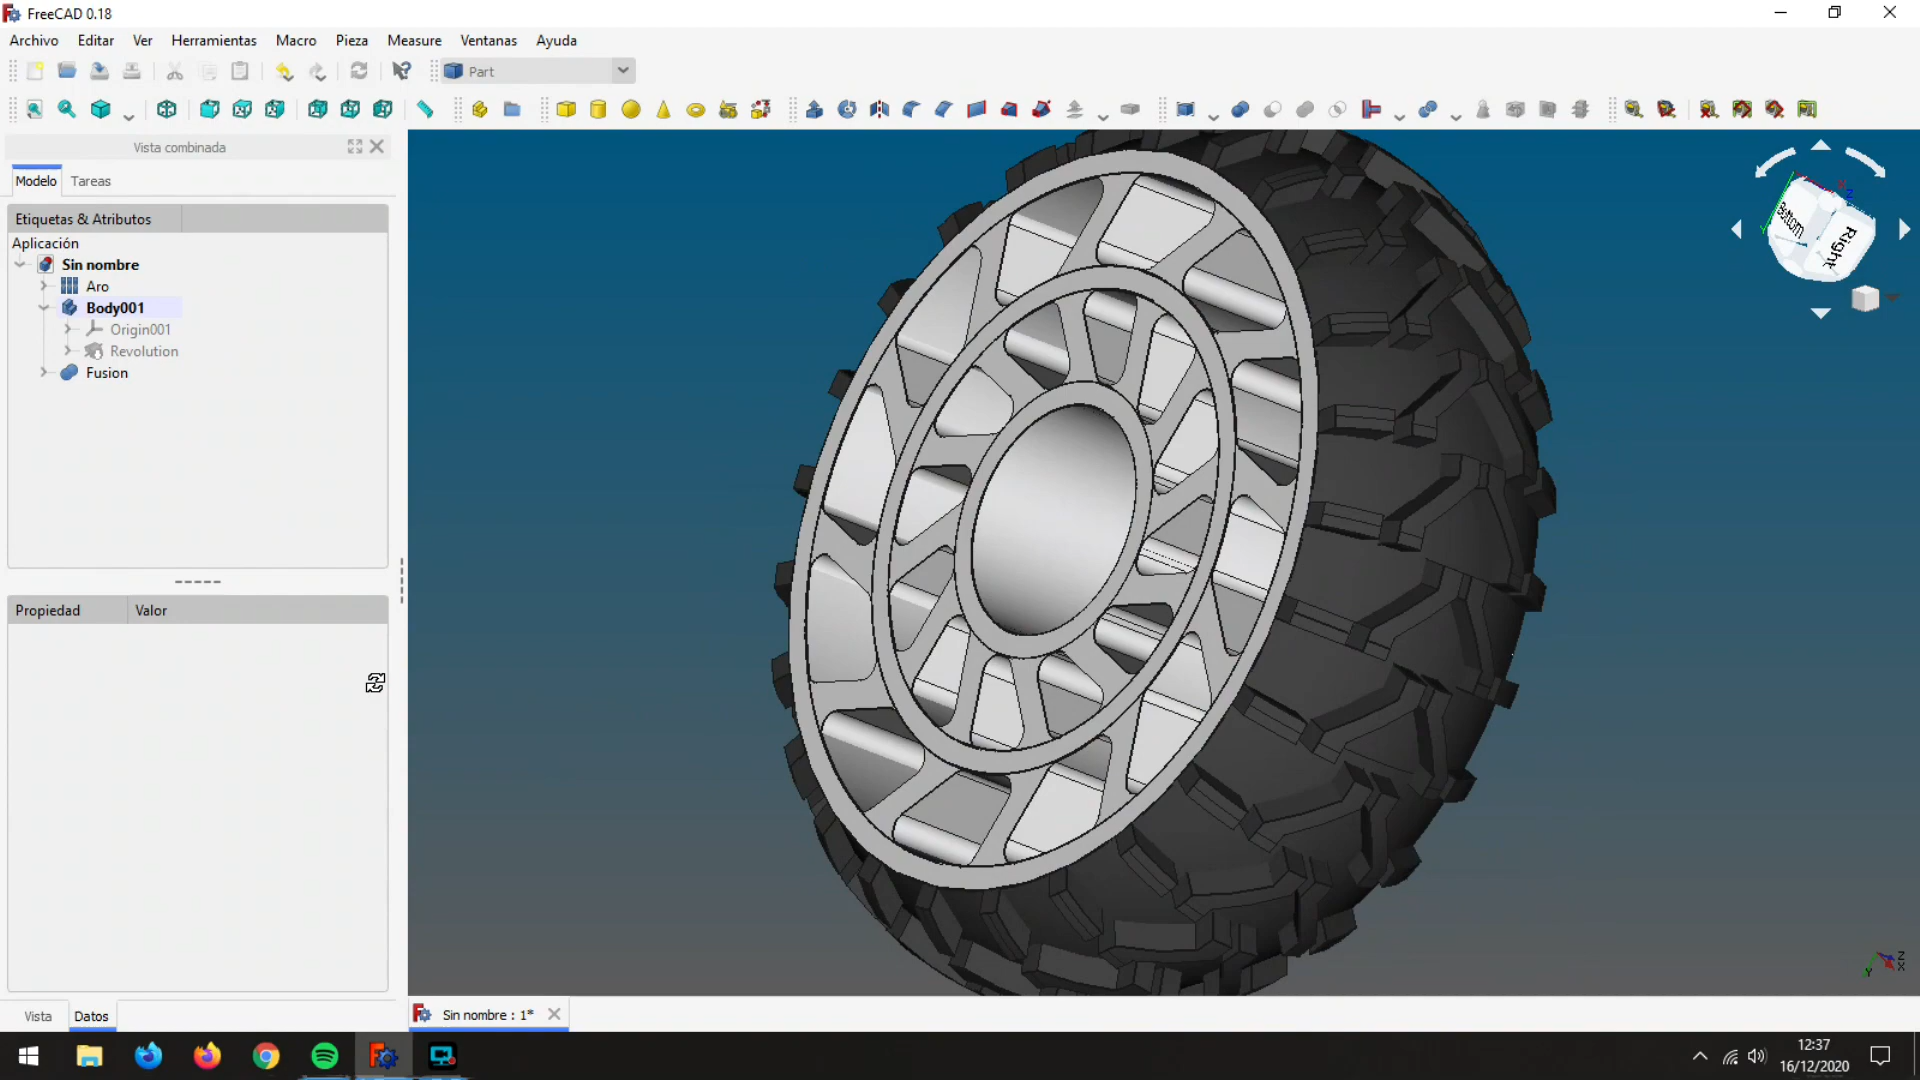 FreeCAD 0.18
Archivo Editar Ver Herramientas Macro Pieza Measure Ventanas Ayuda
Part
Vista combinada
Modelo Tareas
Etiquetas & Atributos
Aplicación
Sin nombre
Aro
Body001
Origin001
Revolution
Fusion
Propiedad Valor
Bottom
Right
X
Z
Y
Z
X
Y
Vista Datos
Sin nombre : 1*
12:37
16/12/2020